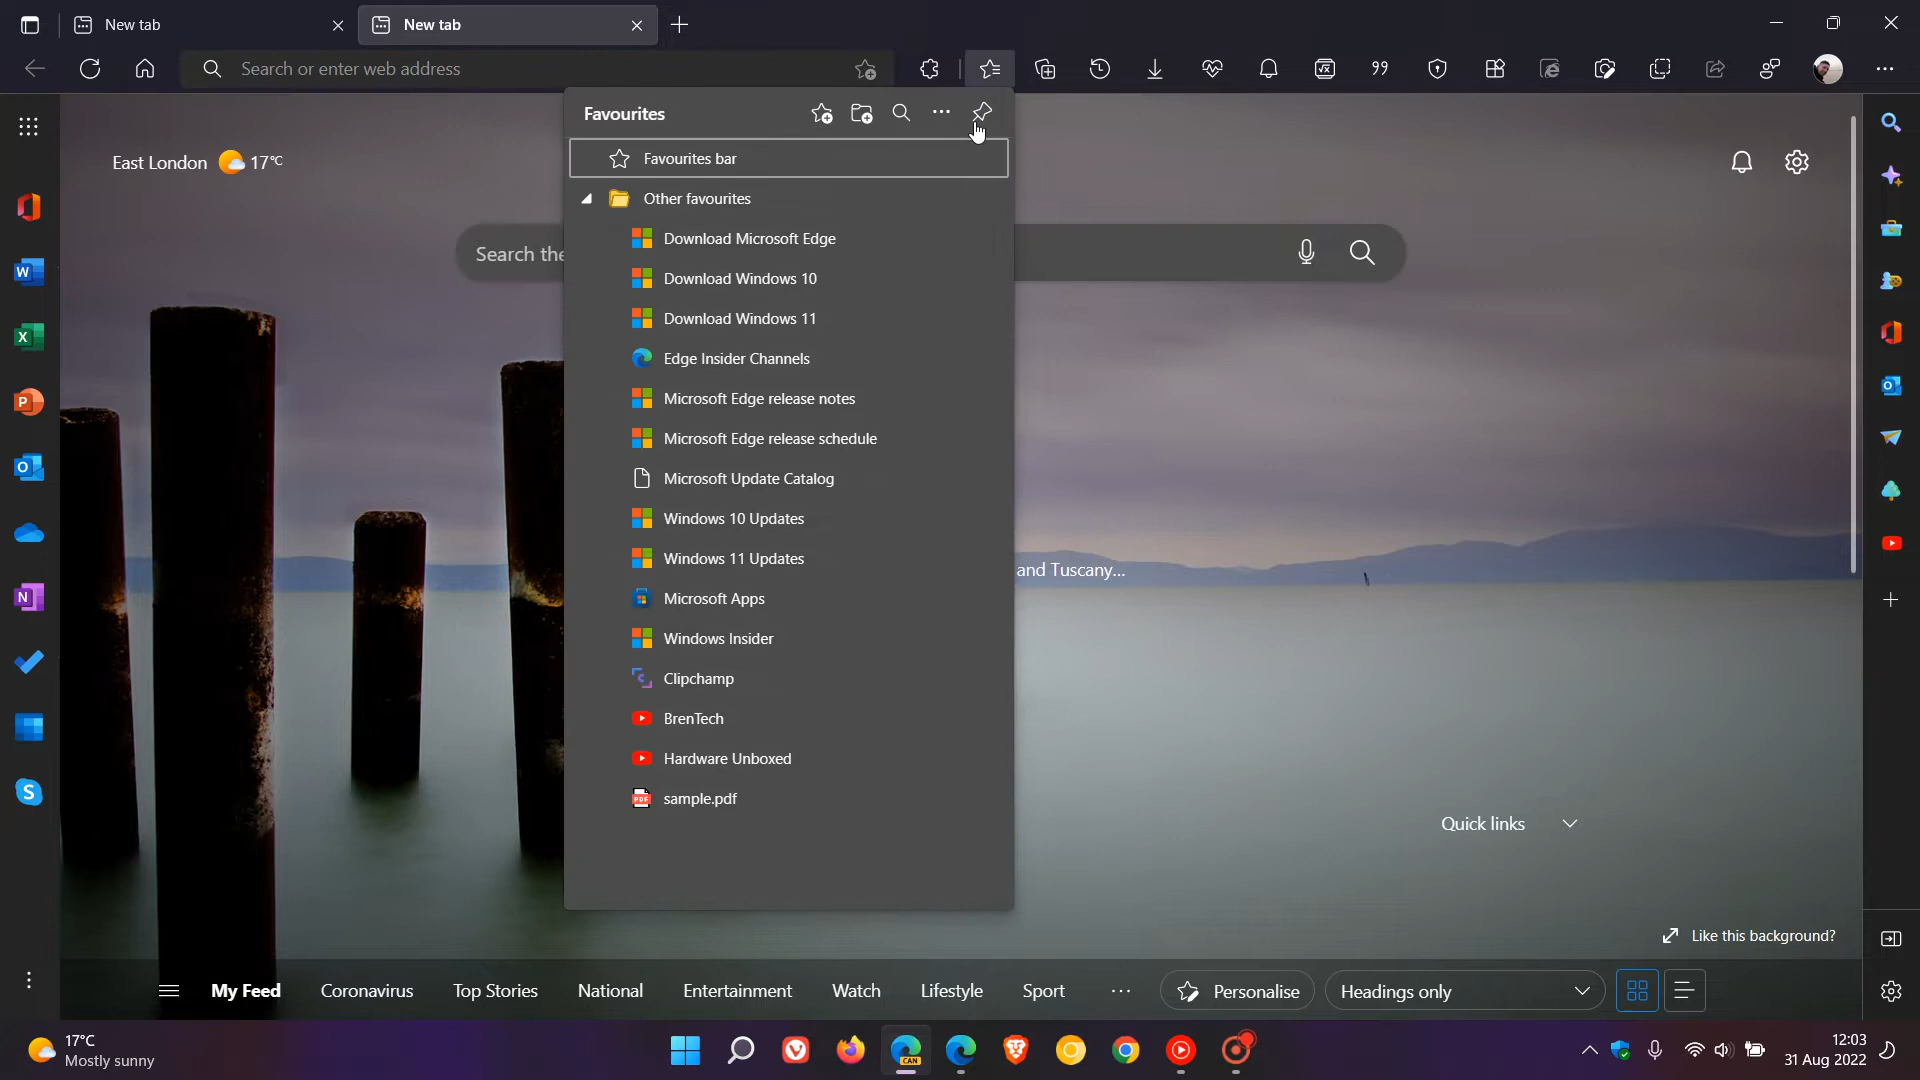 New tab
New tab
Search or enter web address
Favourites
Favourites bar
East London 17°C
Other favourites
Search the
Download Microsoft Edge
Download Windows 10
Download Windows 11
Edge Insider Channels
Microsoft Edge release notes
Microsoft Edge release schedule
Microsoft Update Catalog
Windows 10 Updates
Windows 11 Updates
and Tuscany...
Microsoft Apps
Windows Insider
Clipchamp
BrenTech
Hardware Unboxed
sample.pdf
Quick links
Like this background?
My Feed Coronavirus Top Stories National Entertainment Watch Lifestyle Sport ... Personalise Headings only
17°C
Mostly sunny
CAN
12:03
31 Aug 2022